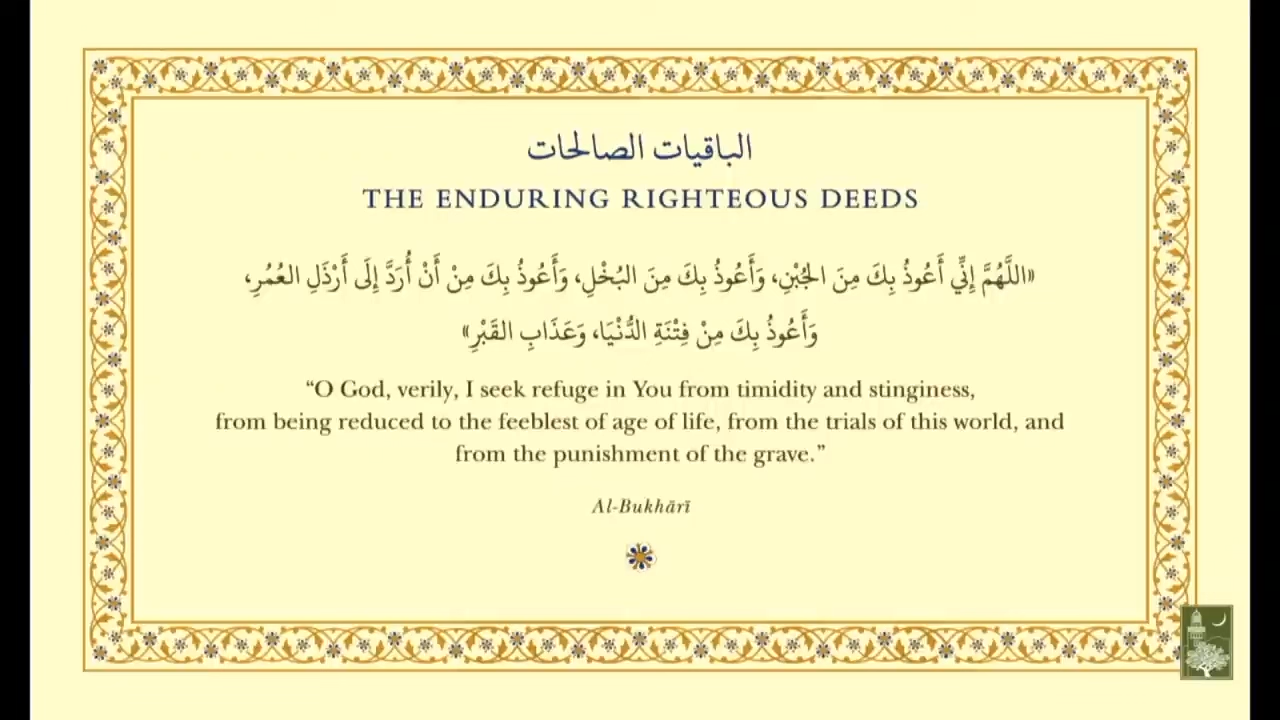 الباقيات الصالحات
THE ENDURING RIGHTEOUS DEEDS
«اللَّهُمَّ إِنِّي أَعُوذُ بِكَ مِنَ الجُبْنِ، وَأَعُوذُ بِكَ مِنَ البُخْلِ، وَأَعُوذُ بِكَ مِنْ أَنْ أُرَدَّ إِلَى أَرْذَلِ العُمُرِ،
وَأَعُوذُ بِكَ مِنْ فِتْنَةِ الدُّنْيَا، وَعَذَابِ القَبْرِ»
“O God, verily, I seek refuge in You from timidity and stinginess,
from being reduced to the feeblest of age of life, from the trials of this world, and
from the punishment of the grave.”
Al-Bukhārī